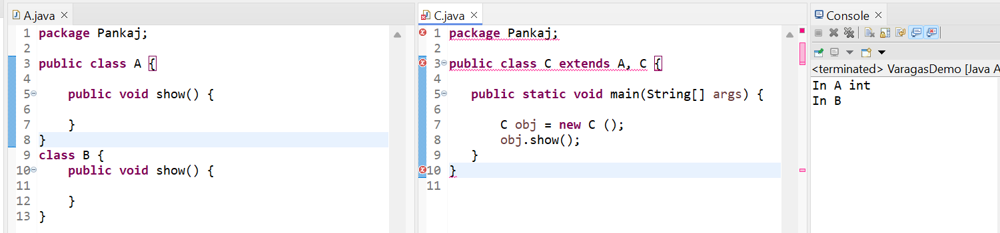 A.java
1 package Pankaj;
2
3 public class A {
4
5 public void show() {
6
7 }
8 }
9 class B {
10 public void show() {
11
12 }
13 }
C.java
1 package Pankaj;
2
3 public class C extends A, C {
4
5 public static void main(String[] args) {
6
7 C obj = new C ();
8 obj.show();
9 }
10 }
11
Console
<terminated> VaragasDemo [Java A
In A int
In B